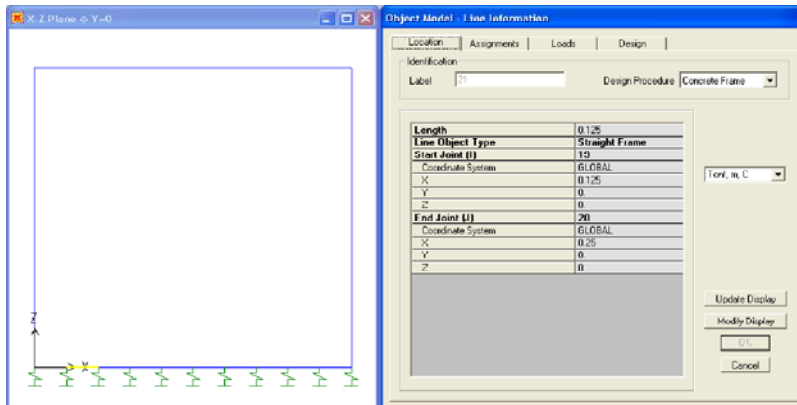 X-Z Plane @ Y=0
Object Model - Line Information
Location Assignments Loads Design
Identification
Label 21 Design Procedure Concrete Frame
Length 0.125
Line Object Type Straight Frame
Start Joint (I) 19
Coordinate System GLOBAL
X 0.125
Y 0.
Z 0.
End Joint (J) 20
Coordinate System GLOBAL
X 0.25
Y 0.
Z 0.
Tonf, m, C
Update Display
Modify Display
OK
Cancel
Z
X